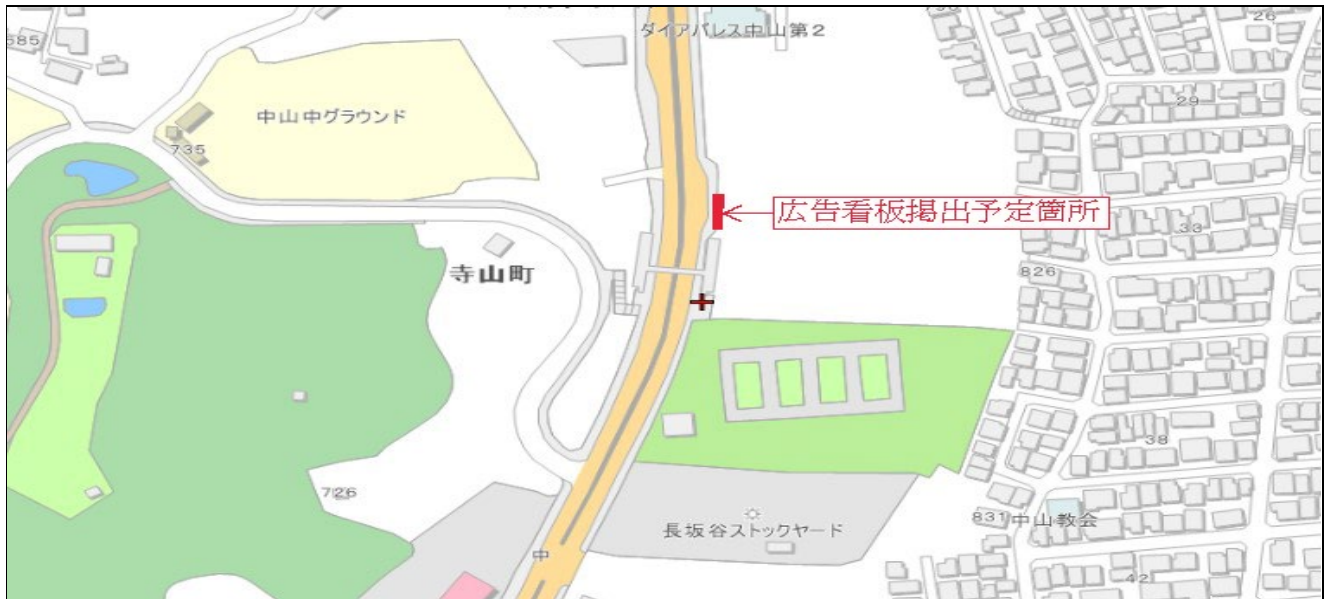 ダイアパレス中山第2
26
585
中山中グラウンド
29
735
広告看板掲出予定箇所
33
寺山町
826
38
726
長坂谷ストックヤード
831
中山教会
中
42